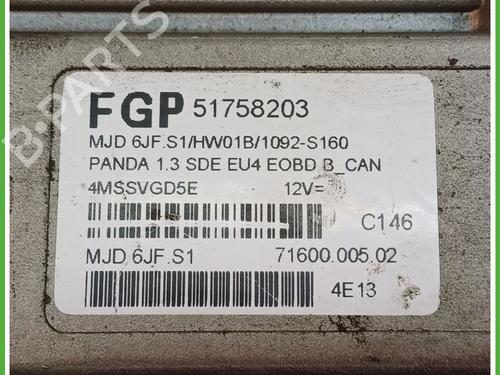 FGP 51758203
MJD 6JF.S1/HW01B/1092-S160
PANDA 1.3 SDE EU4 EOBD B_CAN
4MSSVGD5E 12V=
C146
MJD 6JF.S1 71600.005.02
4E13
B-PARTS